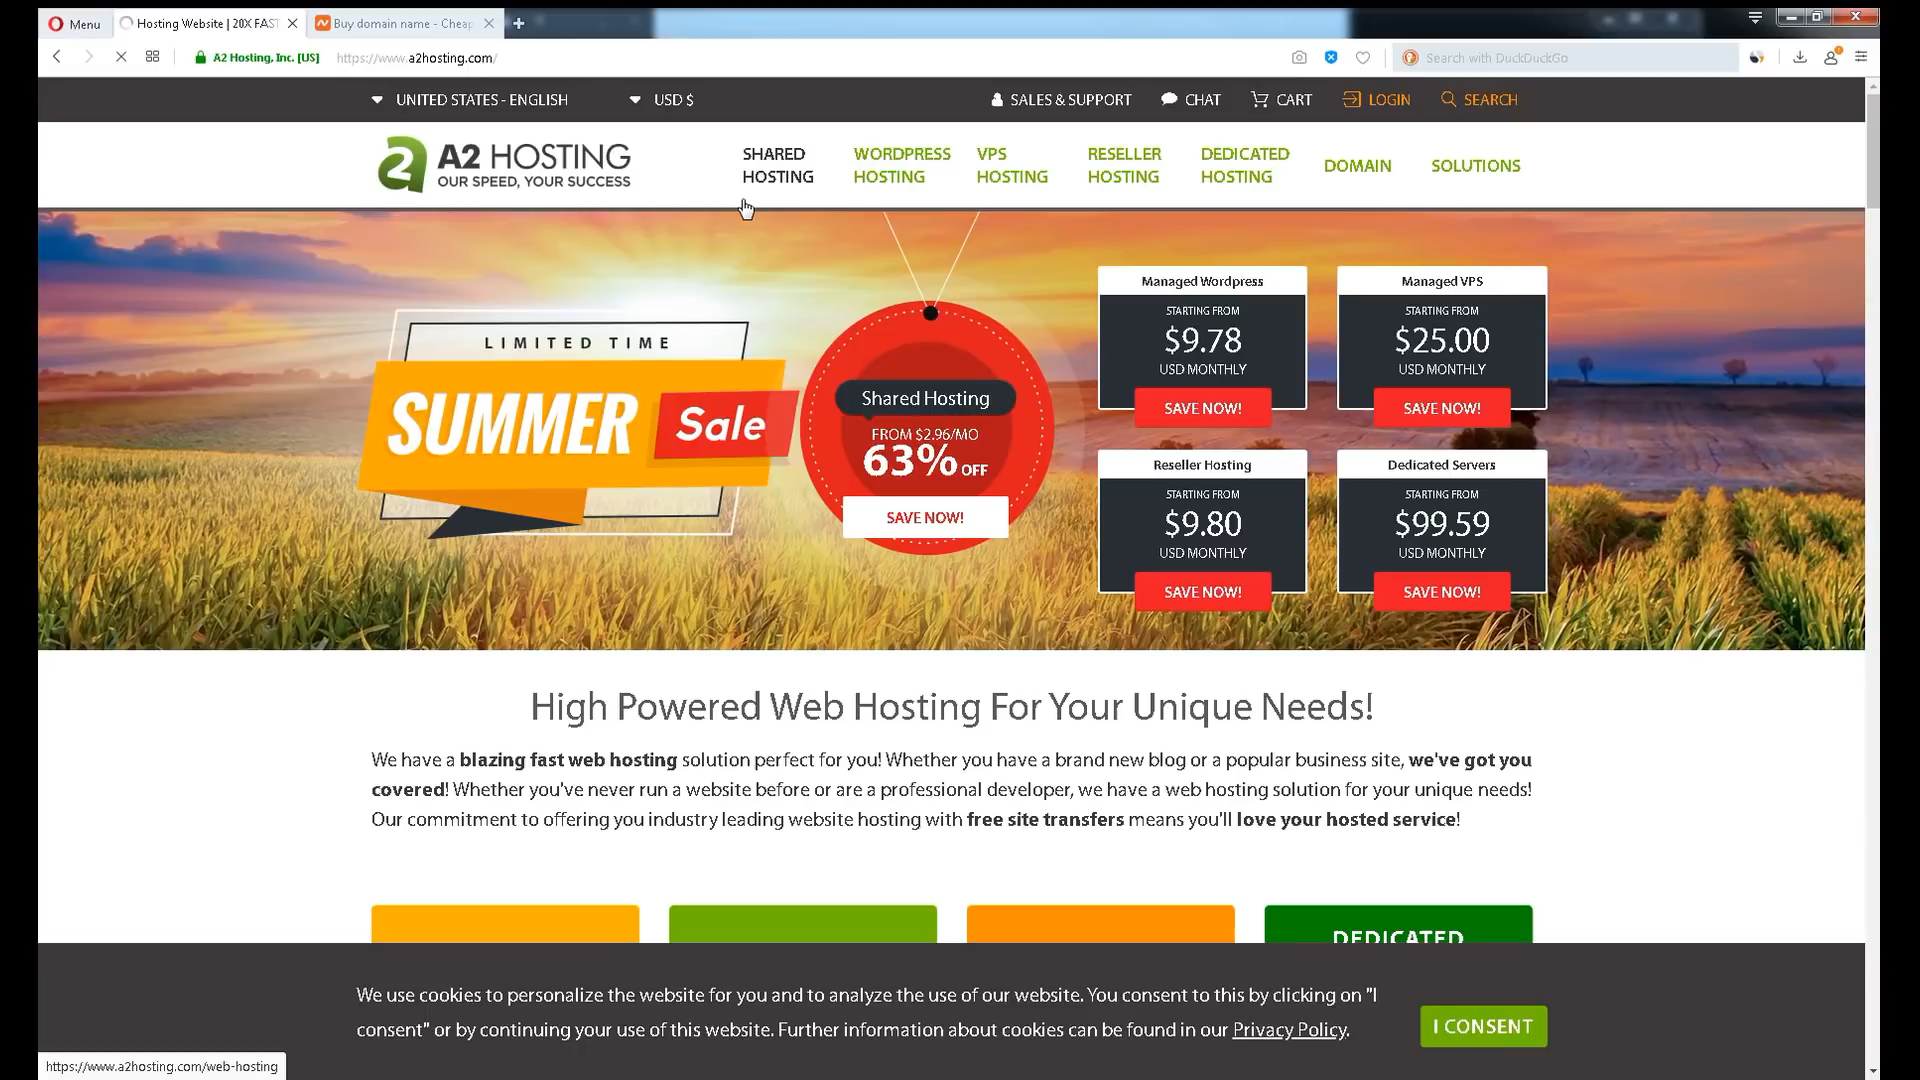 Menu
Hosting Website | 20X FAST
Buy domain name - Cheap
A2 Hosting, Inc. [US]
https://www.a2hosting.com/
Search with DuckDuckGo
UNITED STATES - ENGLISH
USD $
SALES & SUPPORT
CHAT
CART
LOGIN
SEARCH
A2 HOSTING
OUR SPEED, YOUR SUCCESS
SHARED
HOSTING
WORDPRESS
HOSTING
VPS
HOSTING
RESELLER
HOSTING
DEDICATED
HOSTING
DOMAIN
SOLUTIONS
LIMITED TIME
SUMMER
Sale
Shared Hosting
FROM $2.96/MO
63% OFF
SAVE NOW!
Managed Wordpress
STARTING FROM
$9.78
USD MONTHLY
SAVE NOW!
Managed VPS
STARTING FROM
$25.00
USD MONTHLY
SAVE NOW!
Reseller Hosting
STARTING FROM
$9.80
USD MONTHLY
SAVE NOW!
Dedicated Servers
STARTING FROM
$99.59
USD MONTHLY
SAVE NOW!
High Powered Web Hosting For Your Unique Needs!
We have a blazing fast web hosting solution perfect for you! Whether you have a brand new blog or a popular business site, we've got you
covered! Whether you've never run a website before or are a professional developer, we have a web hosting solution for your unique needs!
Our commitment to offering you industry leading website hosting with free site transfers means you'll love your hosted service!
DEDICATED
We use cookies to personalize the website for you and to analyze the use of our website. You consent to this by clicking on "I
consent" or by continuing your use of this website. Further information about cookies can be found in our Privacy Policy.
I CONSENT
https://www.a2hosting.com/web-hosting